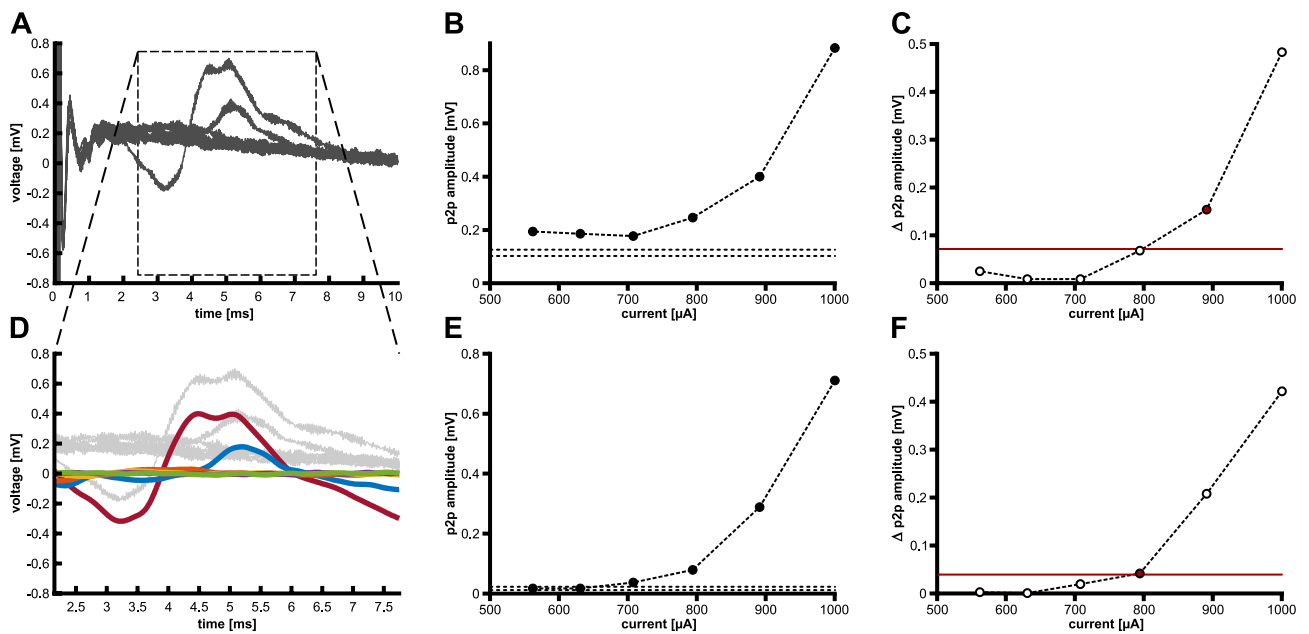 A
0.8
0.6
0.4
0.2
0
-0.2
-0.4
-0.6
-0.8
voltage [mV]
0 1 2 3 4 5 6 7 8 9 10
time [ms]
B
0.8
0.6
0.4
0.2
0
p2p amplitude [mV]
500 600 700 800 900 1000
current [µA]
C
0.5
0.4
0.3
0.2
0.1
0
Δ p2p amplitude [mV]
500 600 700 800 900 1000
current [µA]
D
0.8
0.6
0.4
0.2
0
-0.2
-0.4
-0.6
-0.8
voltage [mV]
2.5 3 3.5 4 4.5 5 5.5 6 6.5 7 7.5
time [ms]
E
0.8
0.6
0.4
0.2
0
p2p amplitude [mV]
500 600 700 800 900 1000
current [µA]
F
0.5
0.4
0.3
0.2
0.1
0
Δ p2p amplitude [mV]
500 600 700 800 900 1000
current [µA]